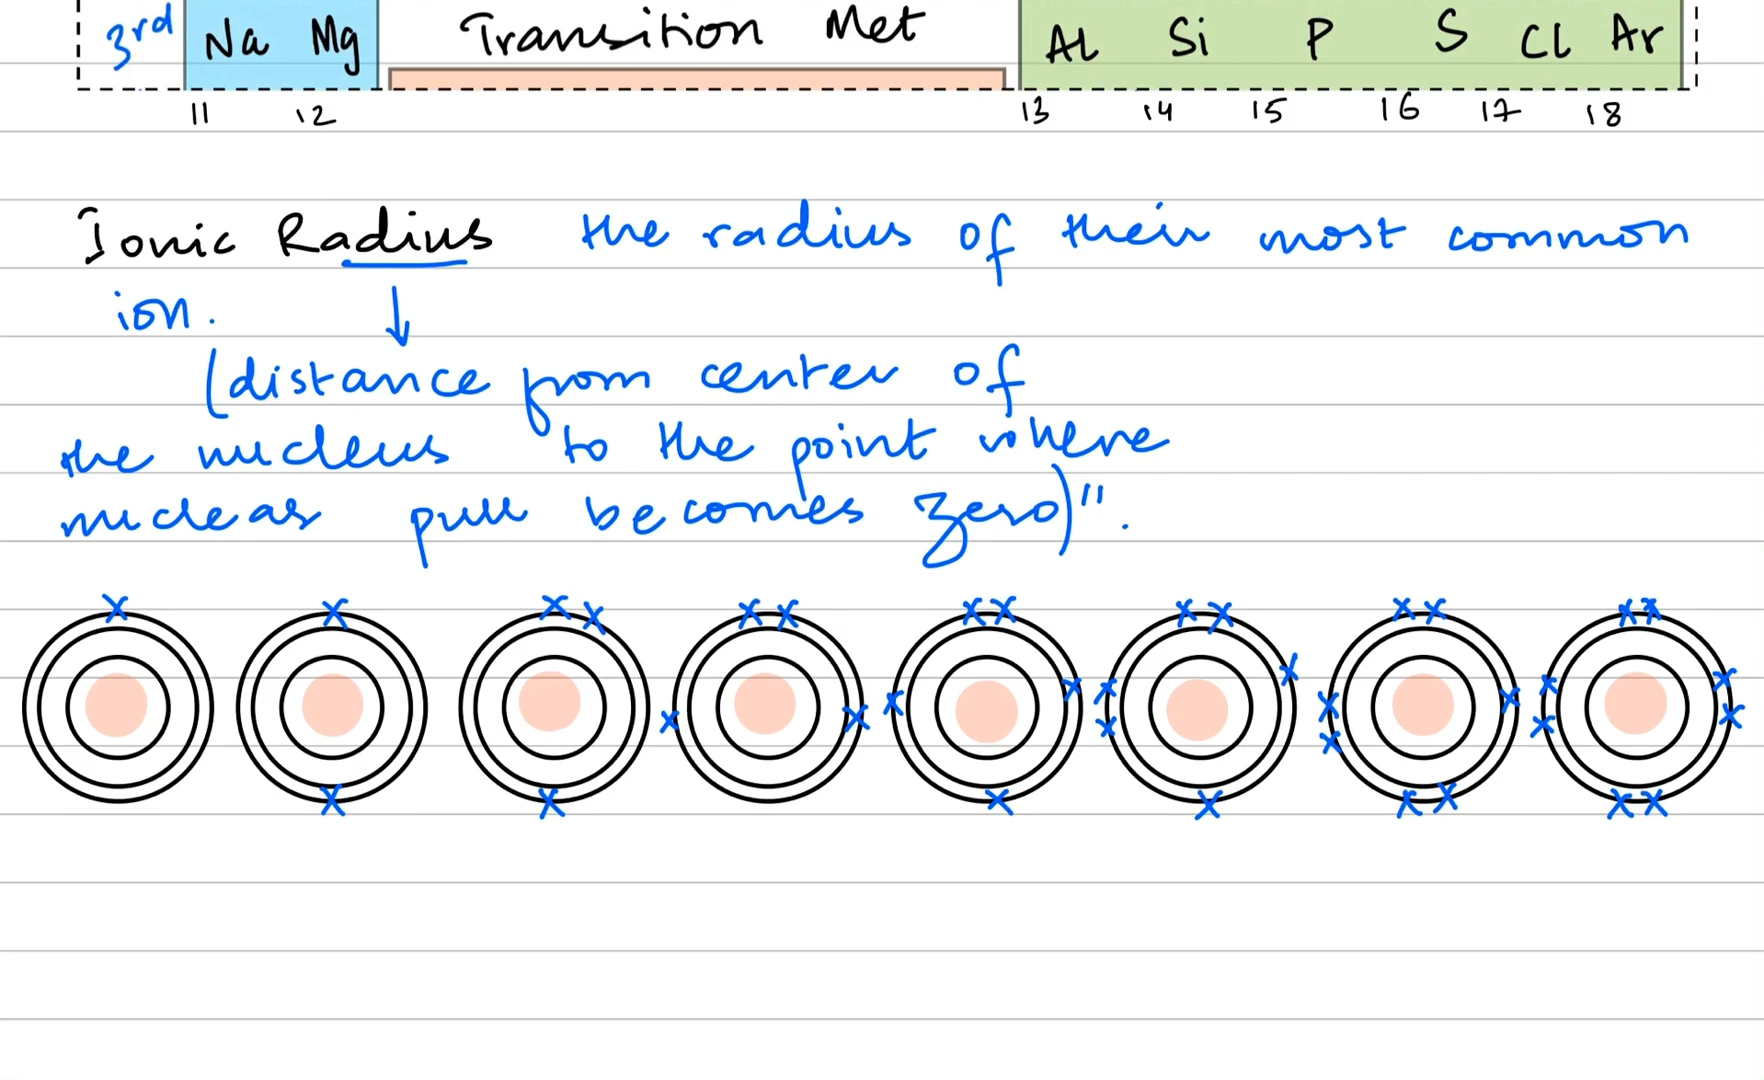 3rd Na Mg Transition Met Al Si P S Cl Ar
11 12 13 14 15 16 17 18
Ionic Radius the radius of their most common
ion.
(distance from center of
the nucleus to the point where
nuclear pull becomes zero)".